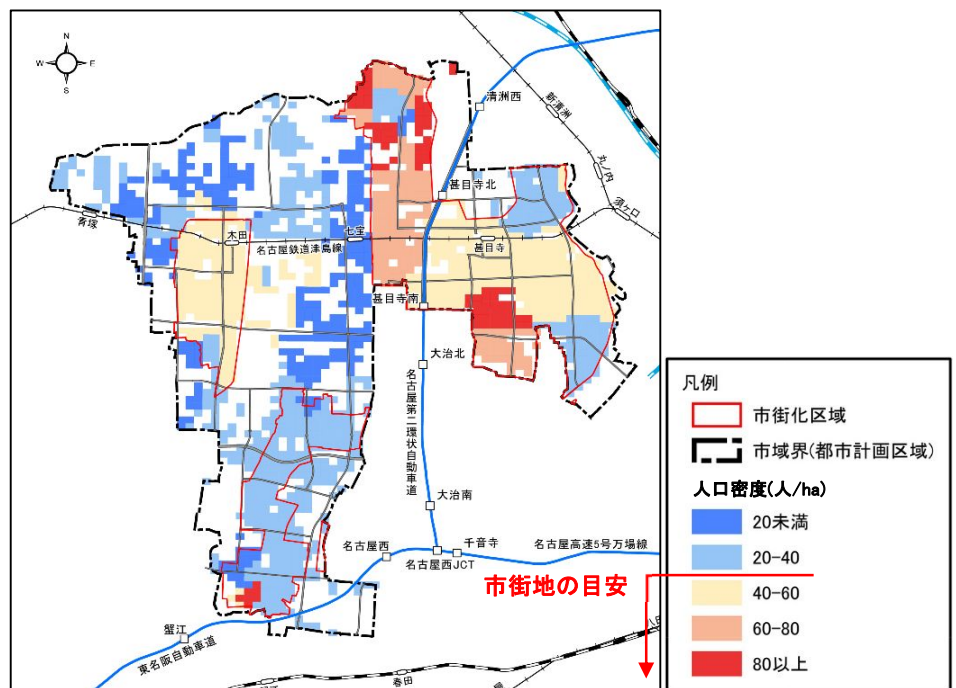 N
W
E
S
清洲西
新清洲
丸ノ内
須ヶ口
甚目寺北
青塚
木田
七宝
名古屋鉄道津島線
甚目寺
甚目寺南
大治北
名古屋第二環状自動車道
大治南
名古屋西
千音寺
名古屋西JCT
名古屋高速5号万場線
蟹江
東名阪自動車道
春田
市街地の目安
凡例
市街化区域
市域界(都市計画区域)
人口密度(人/ha)
20未満
20-40
40-60
60-80
80以上